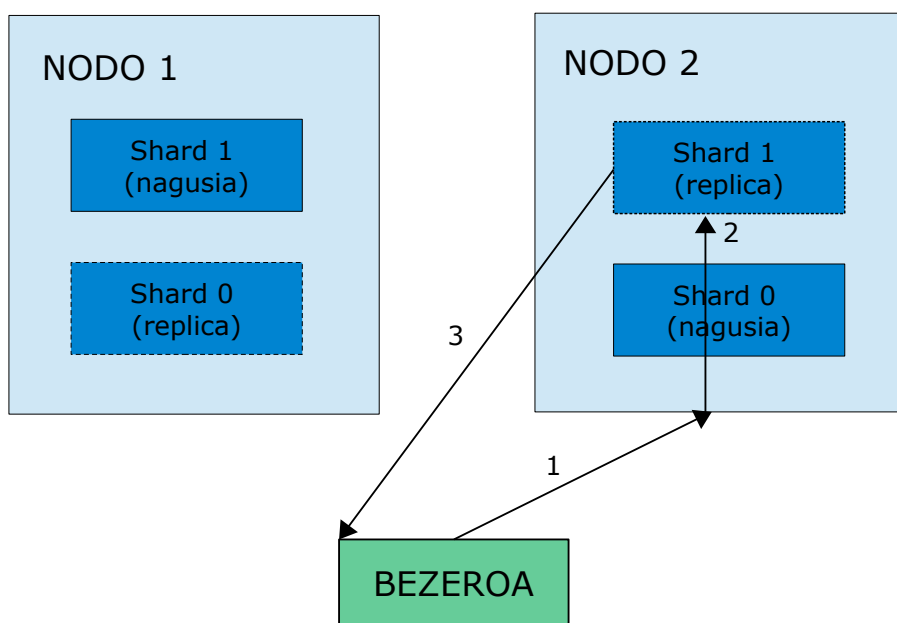 NODO 1
Shard 1
(nagusia)
Shard 0
(replica)
NODO 2
Shard 1
(replica)
2
Shard 0
(nagusia)
3
1
BEZEROA